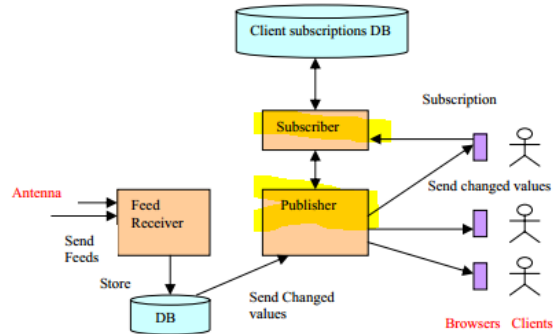 Client subscriptions DB
Subscription
Subscriber
Antenna
Feed
Receiver
Publisher
Send changed values
Send
Feeds
Store
Send Changed
values
DB
Browsers Clients